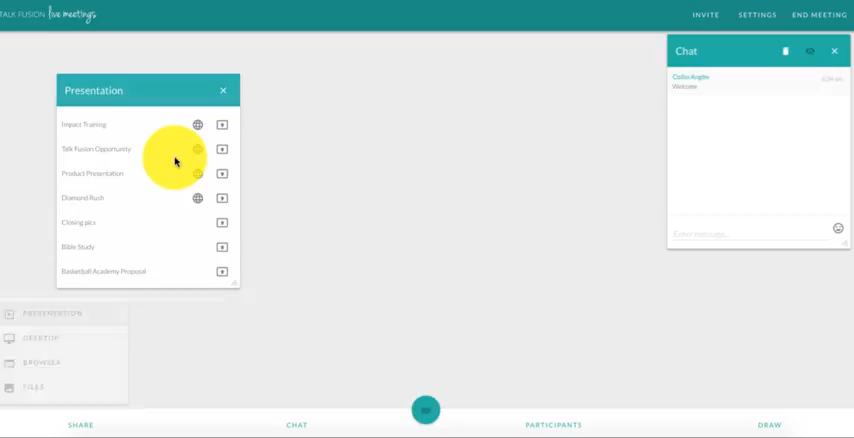 TALK FUSION live meetings
INVITE SETTINGS END MEETING
Chat
Welcome
Enter message...
Presentation
Impact Training
Talk Fusion Opportunity
Product Presentation
Diamond Rush
Closing pics
Bible Study
Basketball Academy Proposal
PRESENTATION
DESKTOP
BROWSER
FILES
SHARE CHAT PARTICIPANTS DRAW